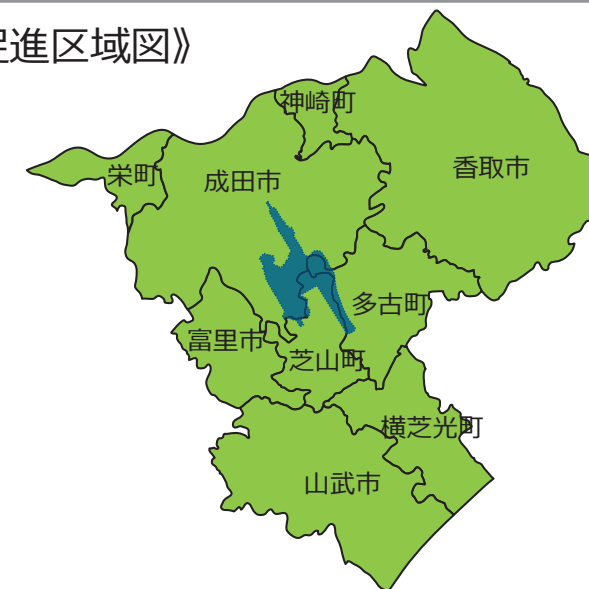 促進区域図》
神崎町
香取市
栄町
成田市
多古町
富里市
芝山町
横芝光町
山武市